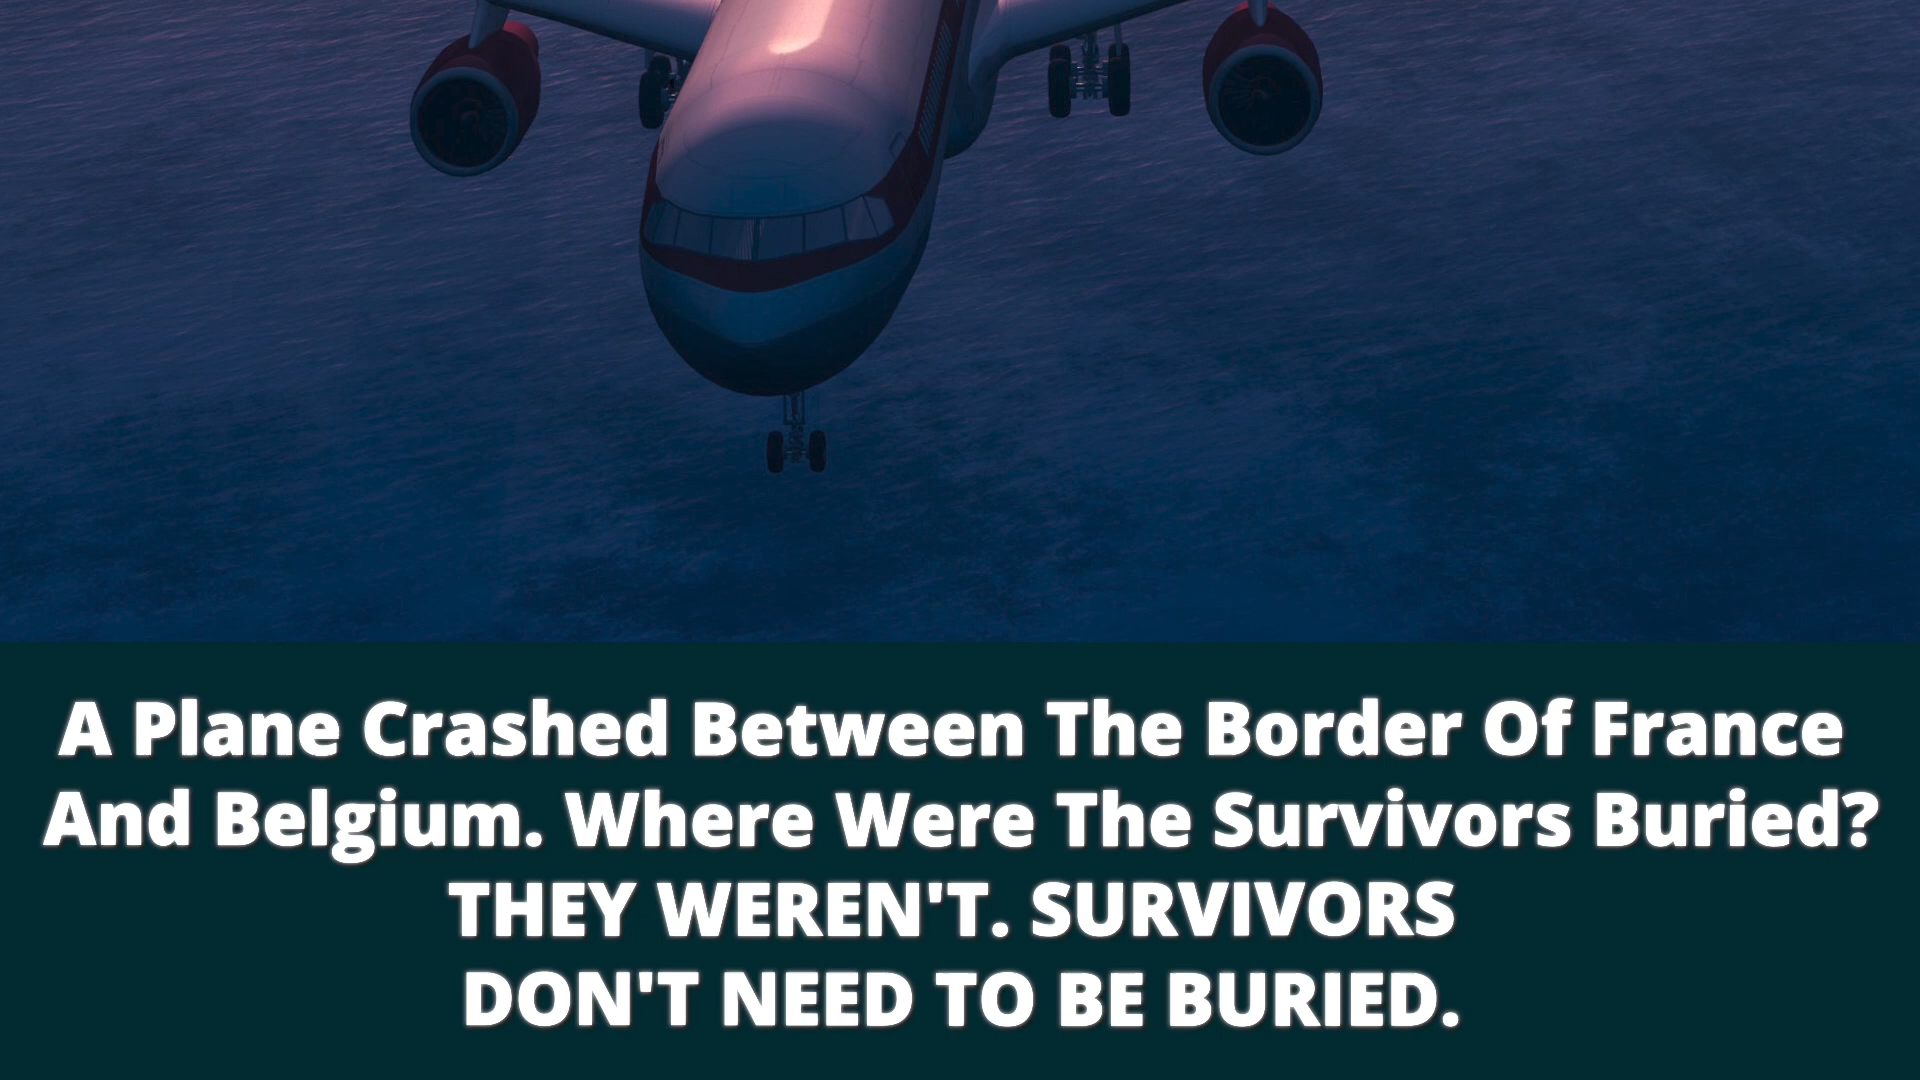 A Plane Crashed Between The Border Of France
And Belgium. Where Were The Survivors Buried?
THEY WEREN'T. SURVIVORS
DON'T NEED TO BE BURIED.